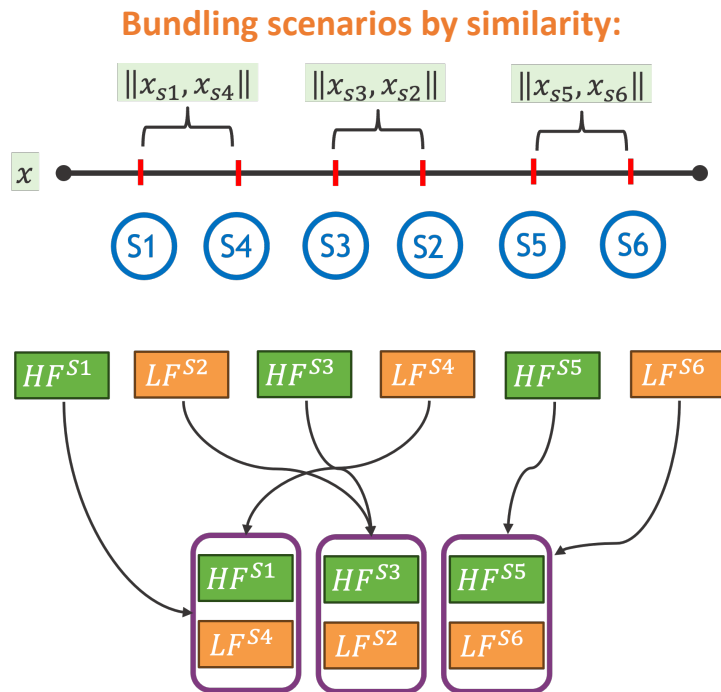 Bundling scenarios by similarity:
||x_{s1}, x_{s4}|| ||x_{s3}, x_{s2}|| ||x_{s5}, x_{s6}||
x
S1 S4 S3 S2 S5 S6
HF^{S1} LF^{S2} HF^{S3} LF^{S4} HF^{S5} LF^{S6}
HF^{S1} HF^{S3} HF^{S5}
LF^{S4} LF^{S2} LF^{S6}